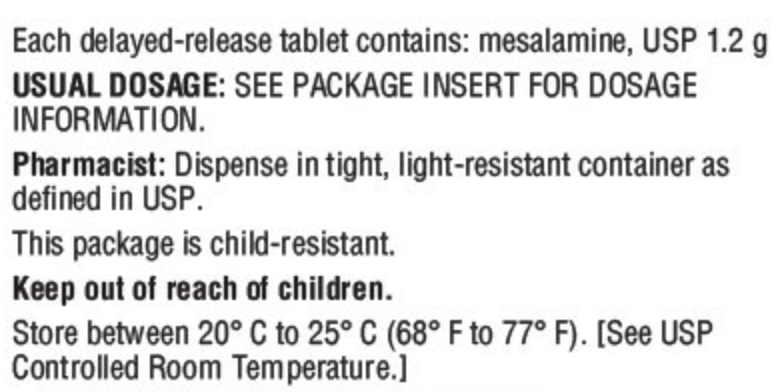 Each delayed-release tablet contains: mesalamine, USP 1.2 g
USUAL DOSAGE: SEE PACKAGE INSERT FOR DOSAGE
INFORMATION.
Pharmacist: Dispense in tight, light-resistant container as
defined in USP.
This package is child-resistant.
Keep out of reach of children.
Store between 20° C to 25° C (68° F to 77° F). [See USP
Controlled Room Temperature.]